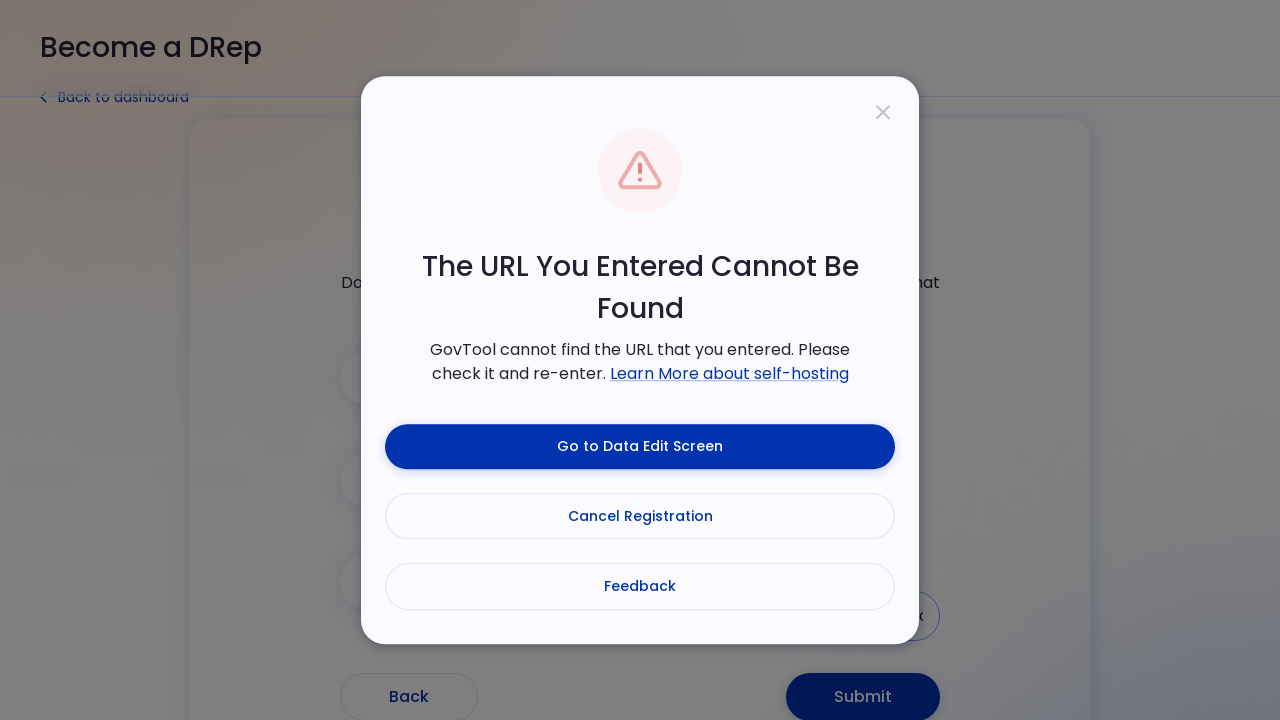 Become a DRep
Back to dashboard
The URL You Entered Cannot Be
Found
GovTool cannot find the URL that you entered. Please
check it and re-enter. Learn More about self-hosting
Go to Data Edit Screen
Cancel Registration
Feedback
Back
Submit